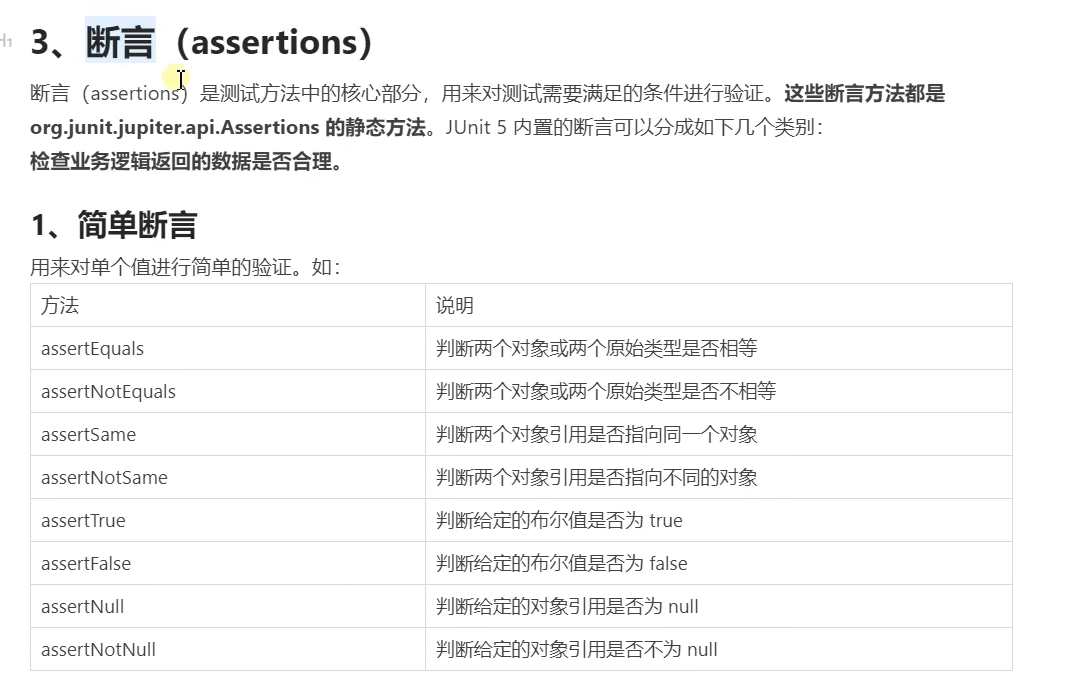 H1
3、断言（assertions）
断言（assertions）是测试方法中的核心部分，用来对测试需要满足的条件进行验证。这些断言方法都是
org.junit.jupiter.api.Assertions 的静态方法。JUnit 5 内置的断言可以分成如下几个类别：
检查业务逻辑返回的数据是否合理。
1、简单断言
用来对单个值进行简单的验证。如：
方法 说明
assertEquals 判断两个对象或两个原始类型是否相等
assertNotEquals 判断两个对象或两个原始类型是否不相等
assertSame 判断两个对象引用是否指向同一个对象
assertNotSame 判断两个对象引用是否指向不同的对象
assertTrue 判断给定的布尔值是否为 true
assertFalse 判断给定的布尔值是否为 false
assertNull 判断给定的对象引用是否为 null
assertNotNull 判断给定的对象引用是否不为 null